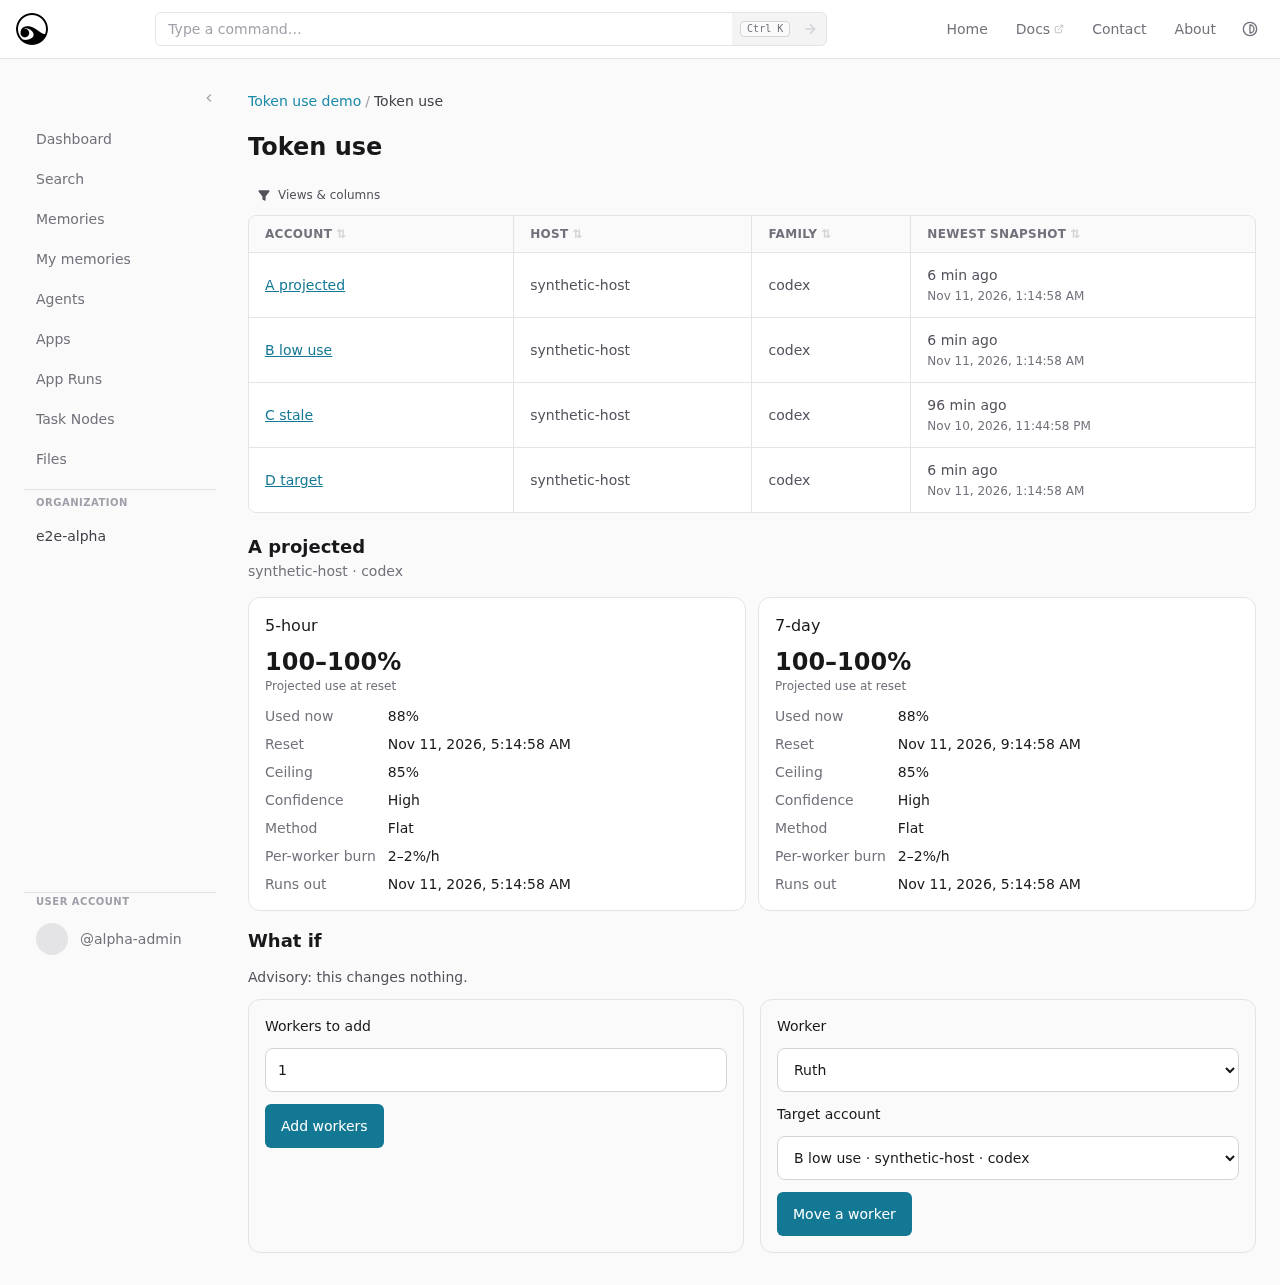 Type a command...
Ctrl K
Home
Docs
Contact
About
Dashboard
Search
Memories
My memories
Agents
Apps
App Runs
Task Nodes
Files
ORGANIZATION
e2e-alpha
USER ACCOUNT
@alpha-admin
Token use demo / Token use
Token use
Views & columns
ACCOUNT HOST FAMILY NEWEST SNAPSHOT
A projected synthetic-host codex 6 min ago
Nov 11, 2026, 1:14:58 AM
B low use synthetic-host codex 6 min ago
Nov 11, 2026, 1:14:58 AM
C stale synthetic-host codex 96 min ago
Nov 10, 2026, 11:44:58 PM
D target synthetic-host codex 6 min ago
Nov 11, 2026, 1:14:58 AM
A projected
synthetic-host · codex
5-hour
100–100%
Projected use at reset
Used now 88%
Reset Nov 11, 2026, 5:14:58 AM
Ceiling 85%
Confidence High
Method Flat
Per-worker burn 2–2%/h
Runs out Nov 11, 2026, 5:14:58 AM
7-day
100–100%
Projected use at reset
Used now 88%
Reset Nov 11, 2026, 9:14:58 AM
Ceiling 85%
Confidence High
Method Flat
Per-worker burn 2–2%/h
Runs out Nov 11, 2026, 5:14:58 AM
What if
Advisory: this changes nothing.
Workers to add
1
Add workers
Worker
Ruth
Target account
B low use · synthetic-host · codex
Move a worker